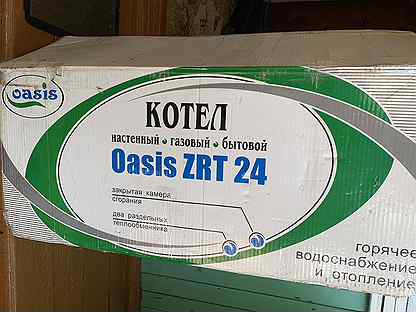 oasis
КОТЕЛ
настенный • газовый • бытовой
Oasis ZRT 24
закрытая камера
сгорания
два раздельных
теплообменника
горячее
водоснабжение
и отопление